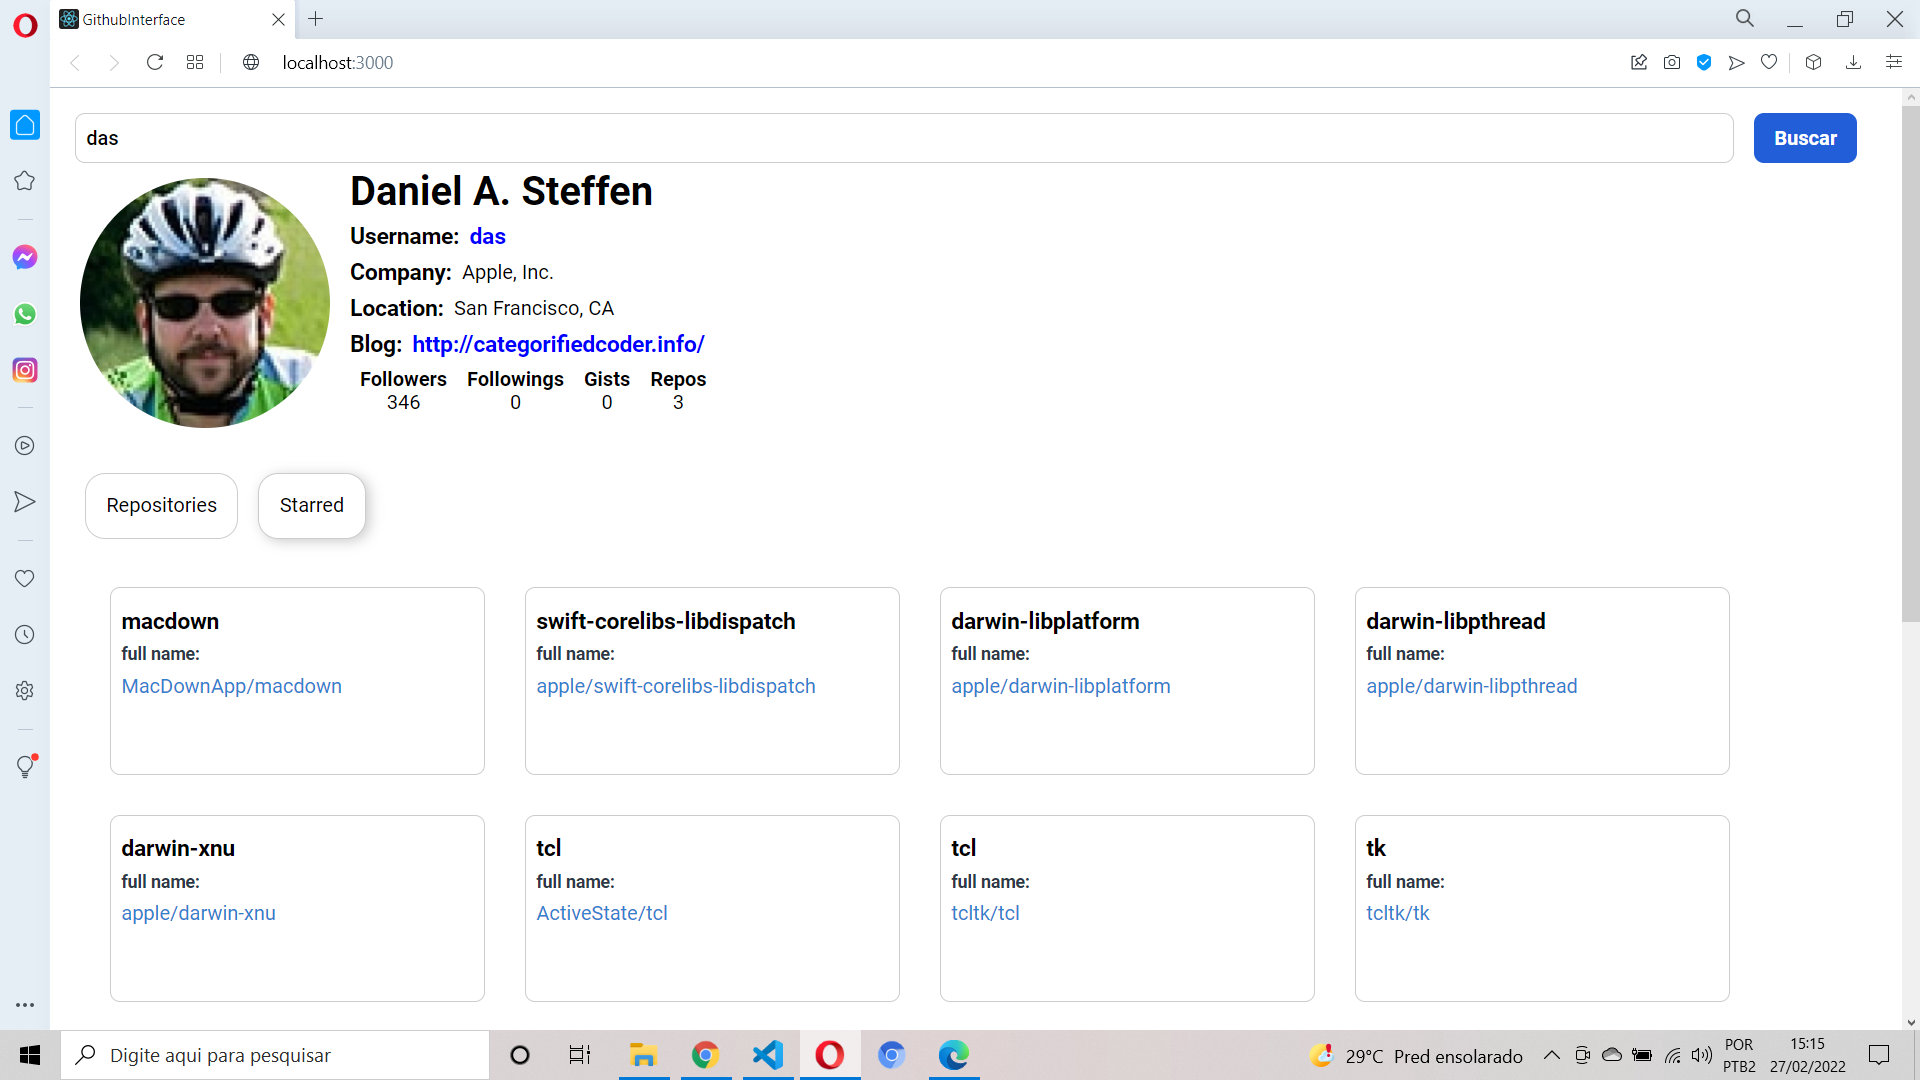 GithubInterface
localhost:3000
das
Buscar
Daniel A. Steffen
Username: das
Company: Apple, Inc.
Location: San Francisco, CA
Blog: http://categorifiedcoder.info/
Followers Followings Gists Repos
346 0 0 3
Repositories Starred
macdown
full name:
MacDownApp/macdown
swift-corelibs-libdispatch
full name:
apple/swift-corelibs-libdispatch
darwin-libplatform
full name:
apple/darwin-libplatform
darwin-libpthread
full name:
apple/darwin-libpthread
darwin-xnu
full name:
apple/darwin-xnu
tcl
full name:
ActiveState/tcl
tcl
full name:
tcltk/tcl
tk
full name:
tcltk/tk
Digite aqui para pesquisar
29°C Pred ensolarado
POR
PTB2
15:15
27/02/2022